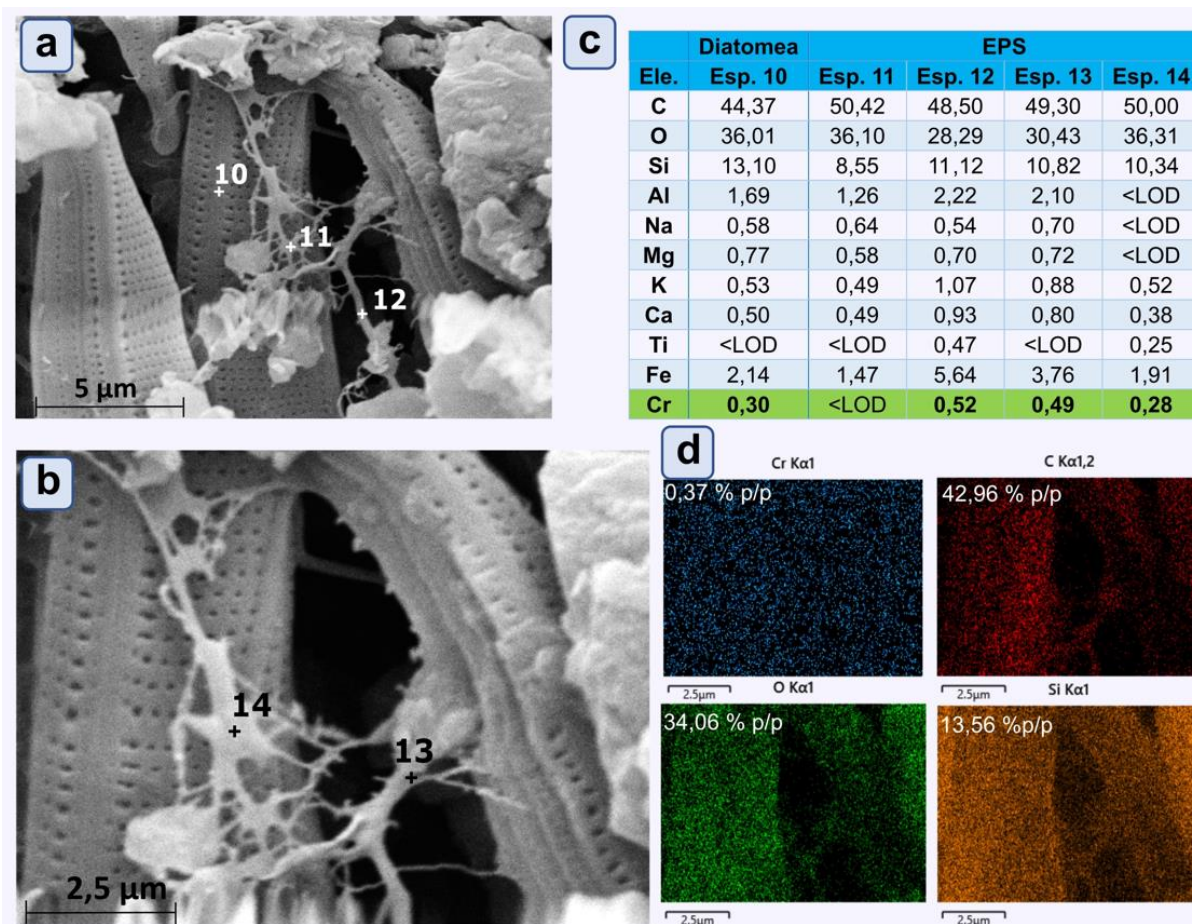 a
10
11
12
5 µm
b
14
13
2,5 µm
c
Diatomea EPS
Ele. Esp. 10 Esp. 11 Esp. 12 Esp. 13 Esp. 14
C 44,37 50,42 48,50 49,30 50,00
O 36,01 36,10 28,29 30,43 36,31
Si 13,10 8,55 11,12 10,82 10,34
Al 1,69 1,26 2,22 2,10 <LOD
Na 0,58 0,64 0,54 0,70 <LOD
Mg 0,77 0,58 0,70 0,72 <LOD
K 0,53 0,49 1,07 0,88 0,52
Ca 0,50 0,49 0,93 0,80 0,38
Ti <LOD <LOD 0,47 <LOD 0,25
Fe 2,14 1,47 5,64 3,76 1,91
Cr 0,30 <LOD 0,52 0,49 0,28
d
Cr Kα1
0,37 % p/p
2.5µm
C Kα1,2
42,96 % p/p
2.5µm
O Kα1
34,06 % p/p
2.5µm
Si Kα1
13,56 %p/p
2.5µm